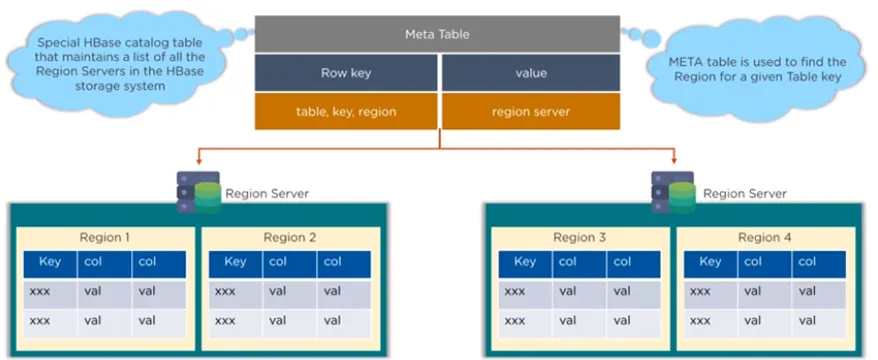 Special HBase catalog table
that maintains a list of all the
Region Servers in the HBase
storage system
Meta Table
Row key value
table, key, region region server
META table is used to find the
Region for a given Table key
Region Server
Region 1 Region 2
Key col col Key col col
xxx val val xxx val val
xxx val val xxx val val
Region Server
Region 3 Region 4
Key col col Key col col
xxx val val xxx val val
xxx val val xxx val val